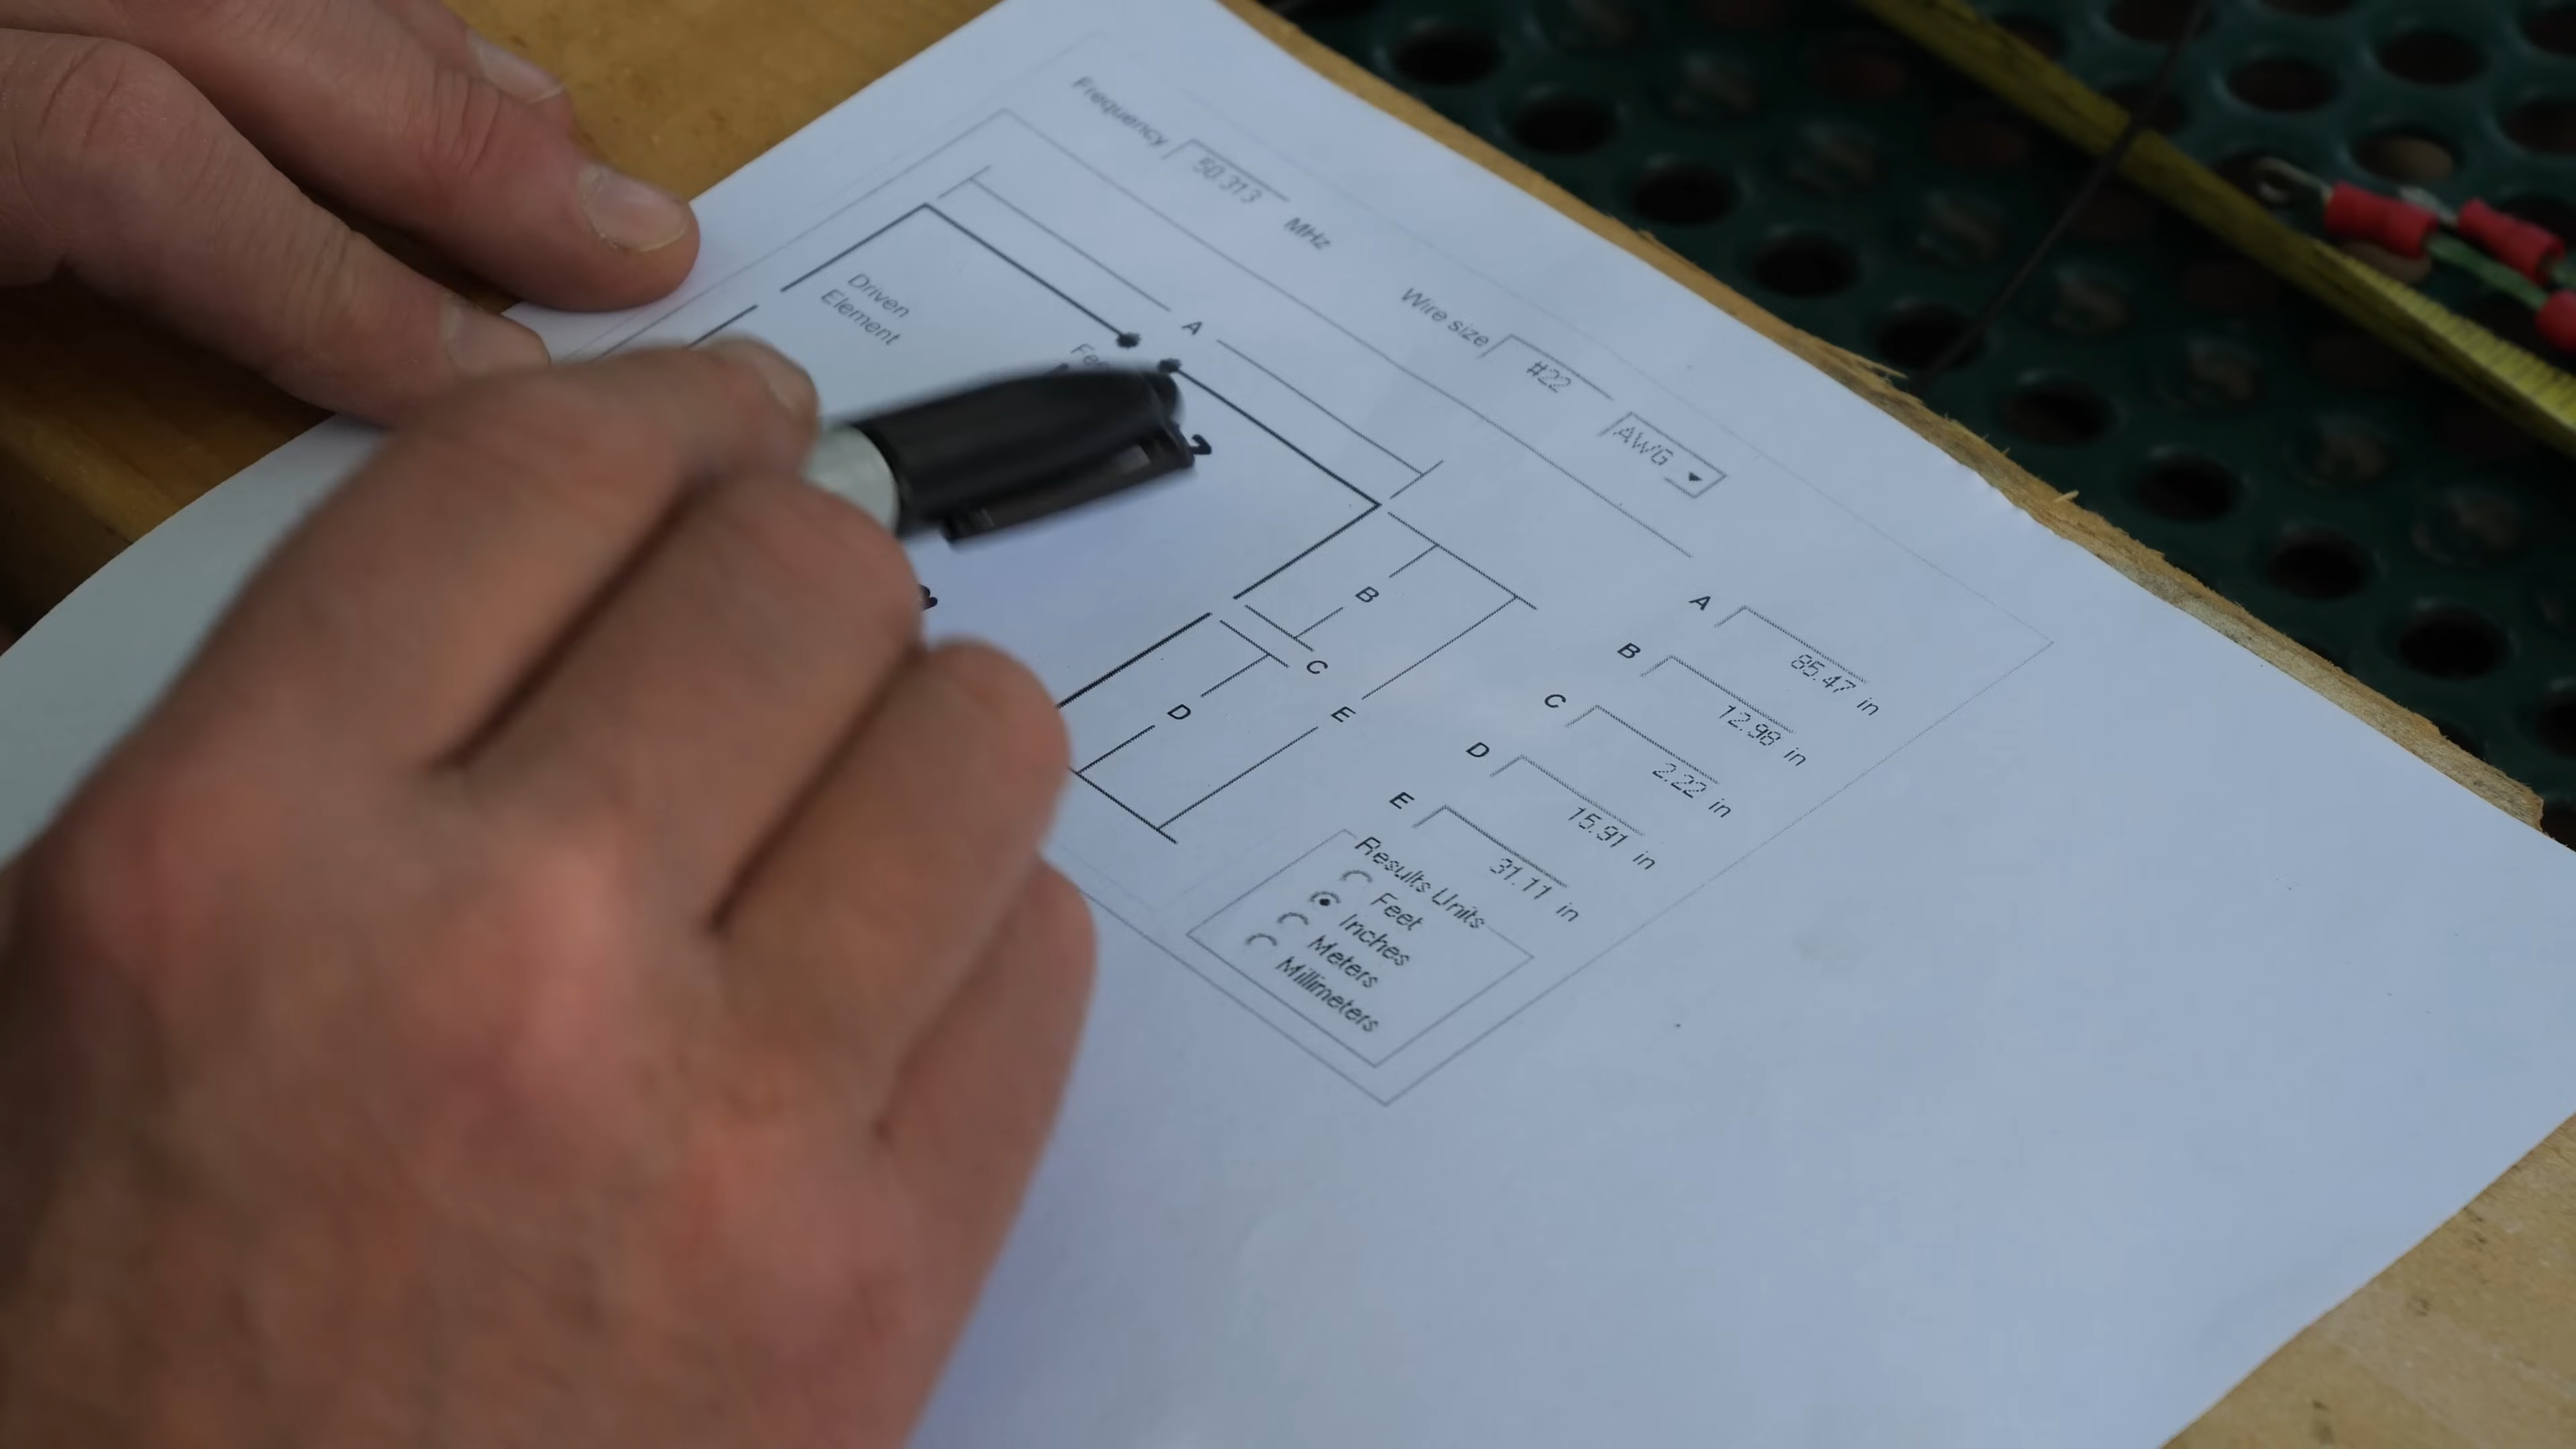 Frequency 50.313 MHz
Wire size #22 AWG
Driven
Element
A
B
C
D
E
A 85.47 in
B 12.98 in
C 2.22 in
D 15.91 in
E 31.11 in
Results Units
Feet
Inches
Meters
Millimeters